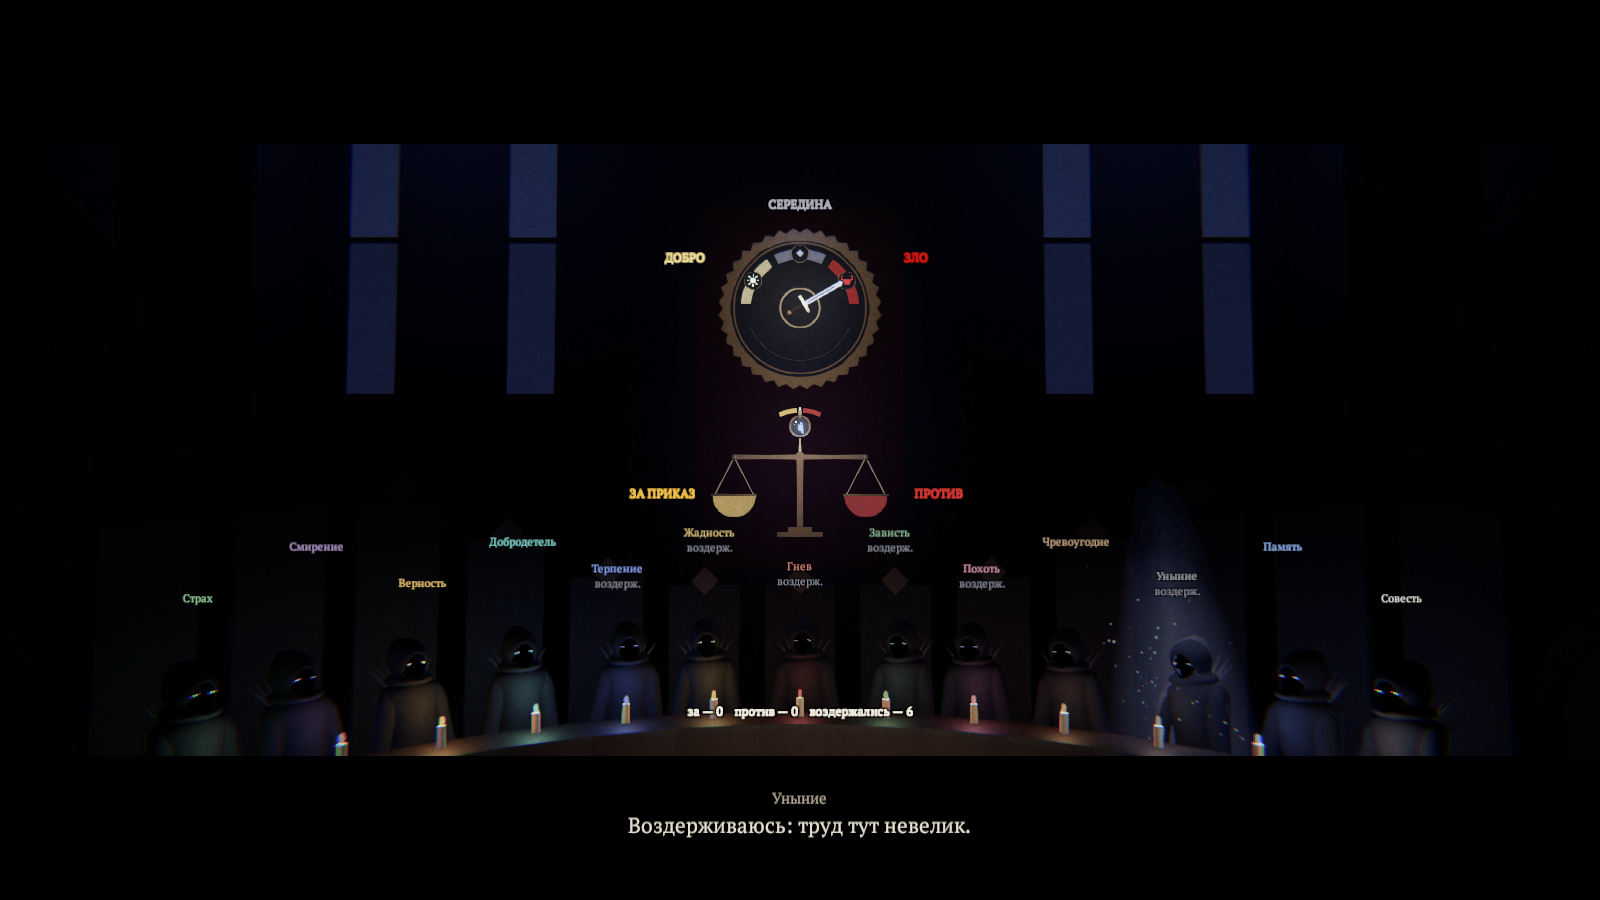 СЕРЕДИНА
ДОБРО
ЗЛО
ЗА ПРИКАЗ
ПРОТИВ
Жадность
воздерж.
Зависть
воздерж.
Смирение
Добродетель
Чревоугодие
Память
Терпение
воздерж.
Гнев
воздерж.
Похоть
воздерж.
Верность
Уныние
воздерж.
Страх
Совесть
за — 0 против — 0 воздержались — 6
Уныние
Воздерживаюсь: труд тут невелик.